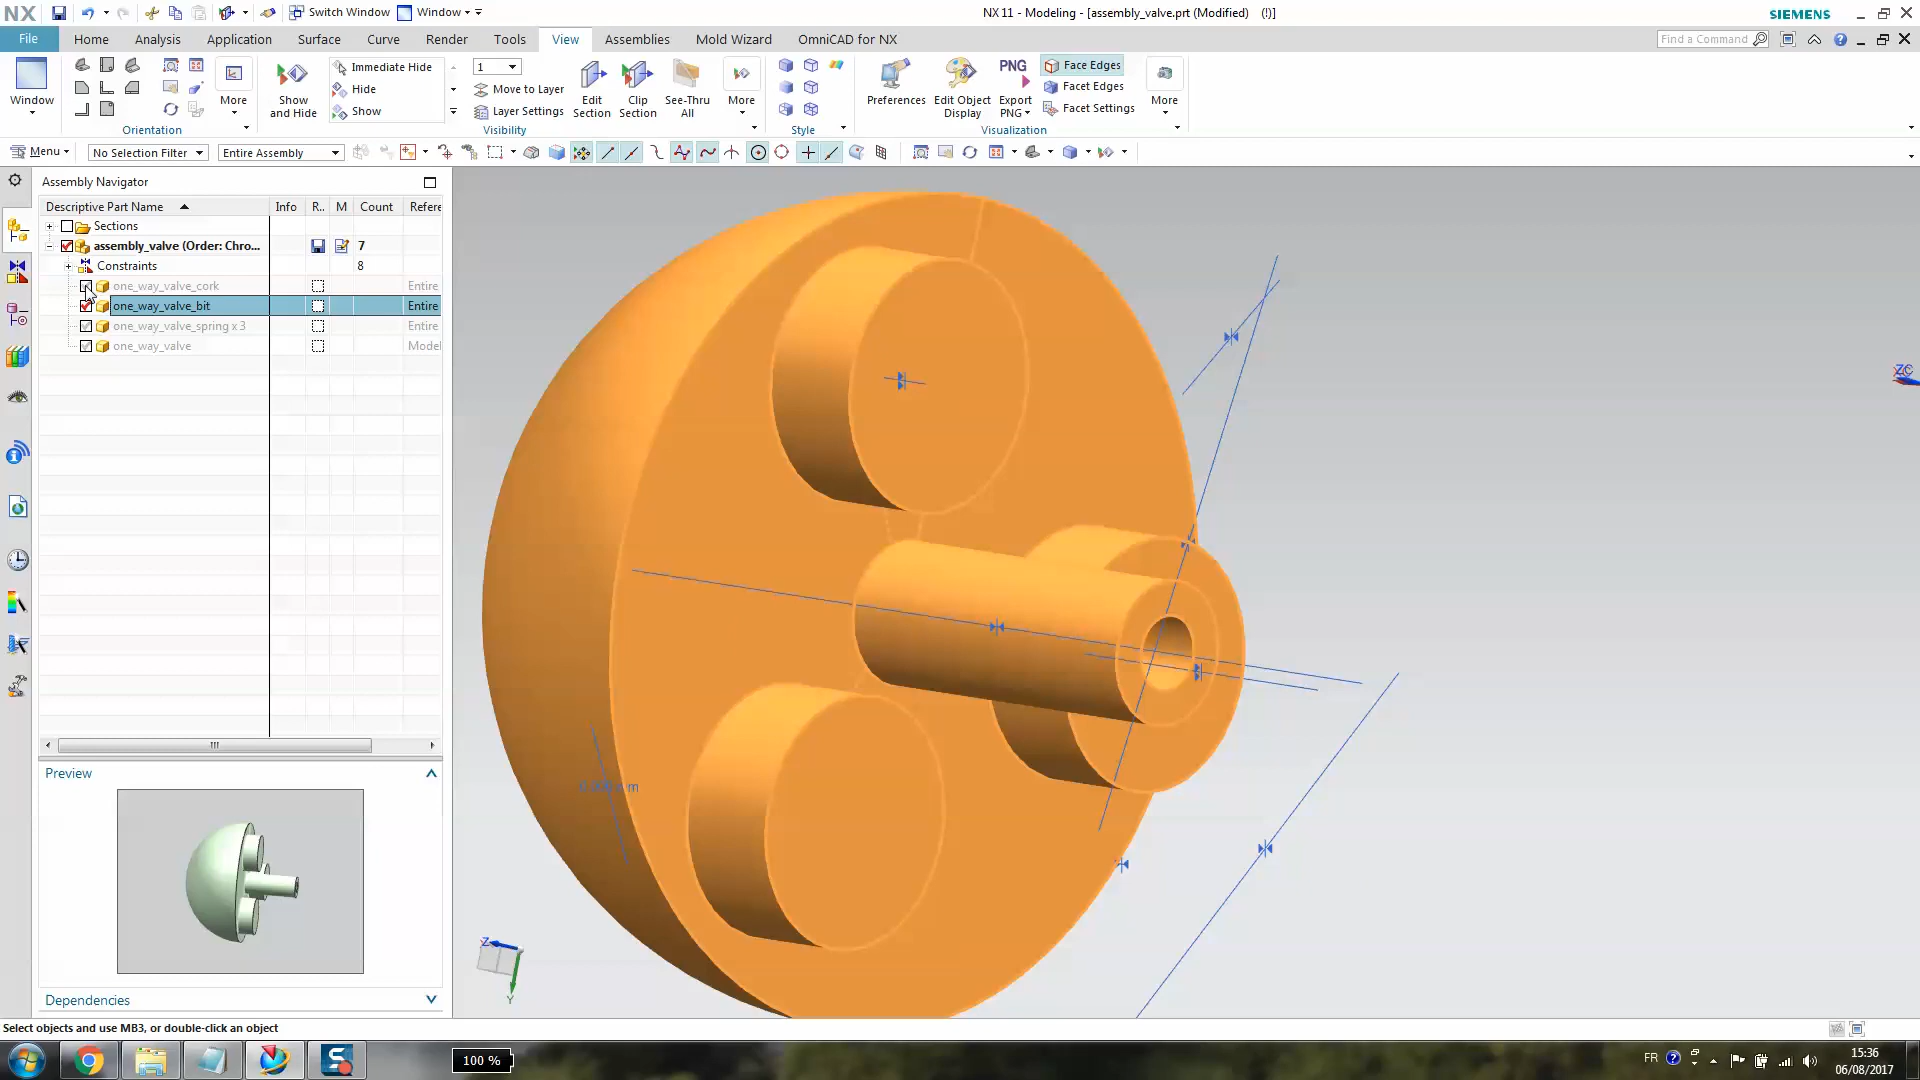 NX
Switch Window
Window
NX 11 - Modeling - [assembly_valve.prt (Modified) (!)]
SIEMENS
File
Home
Analysis
Application
Surface
Curve
Render
Tools
View
Assemblies
Mold Wizard
OmniCAD for NX
Find a Command
Window
More
Orientation
Show and Hide
Immediate Hide
Hide
Show
1
Move to Layer
Layer Settings
Edit Section
Clip Section
See-Thru All
More
Visibility
Style
Preferences
Edit Object Display
PNG
Export PNG
Face Edges
Facet Edges
Facet Settings
More
Visualization
Menu
No Selection Filter
Entire Assembly
Assembly Navigator
Descriptive Part Name
Info
R..
M
Count
Refere
Sections
assembly_valve (Order: Chro...
7
Constraints
8
one_way_valve_cork
Entire
one_way_valve_bit
Entire
one_way_valve_spring x 3
Entire
one_way_valve
Model
Preview
Dependencies
Z
Y
Select objects and use MB3, or double-click an object
100 %
FR
15:36
06/08/2017